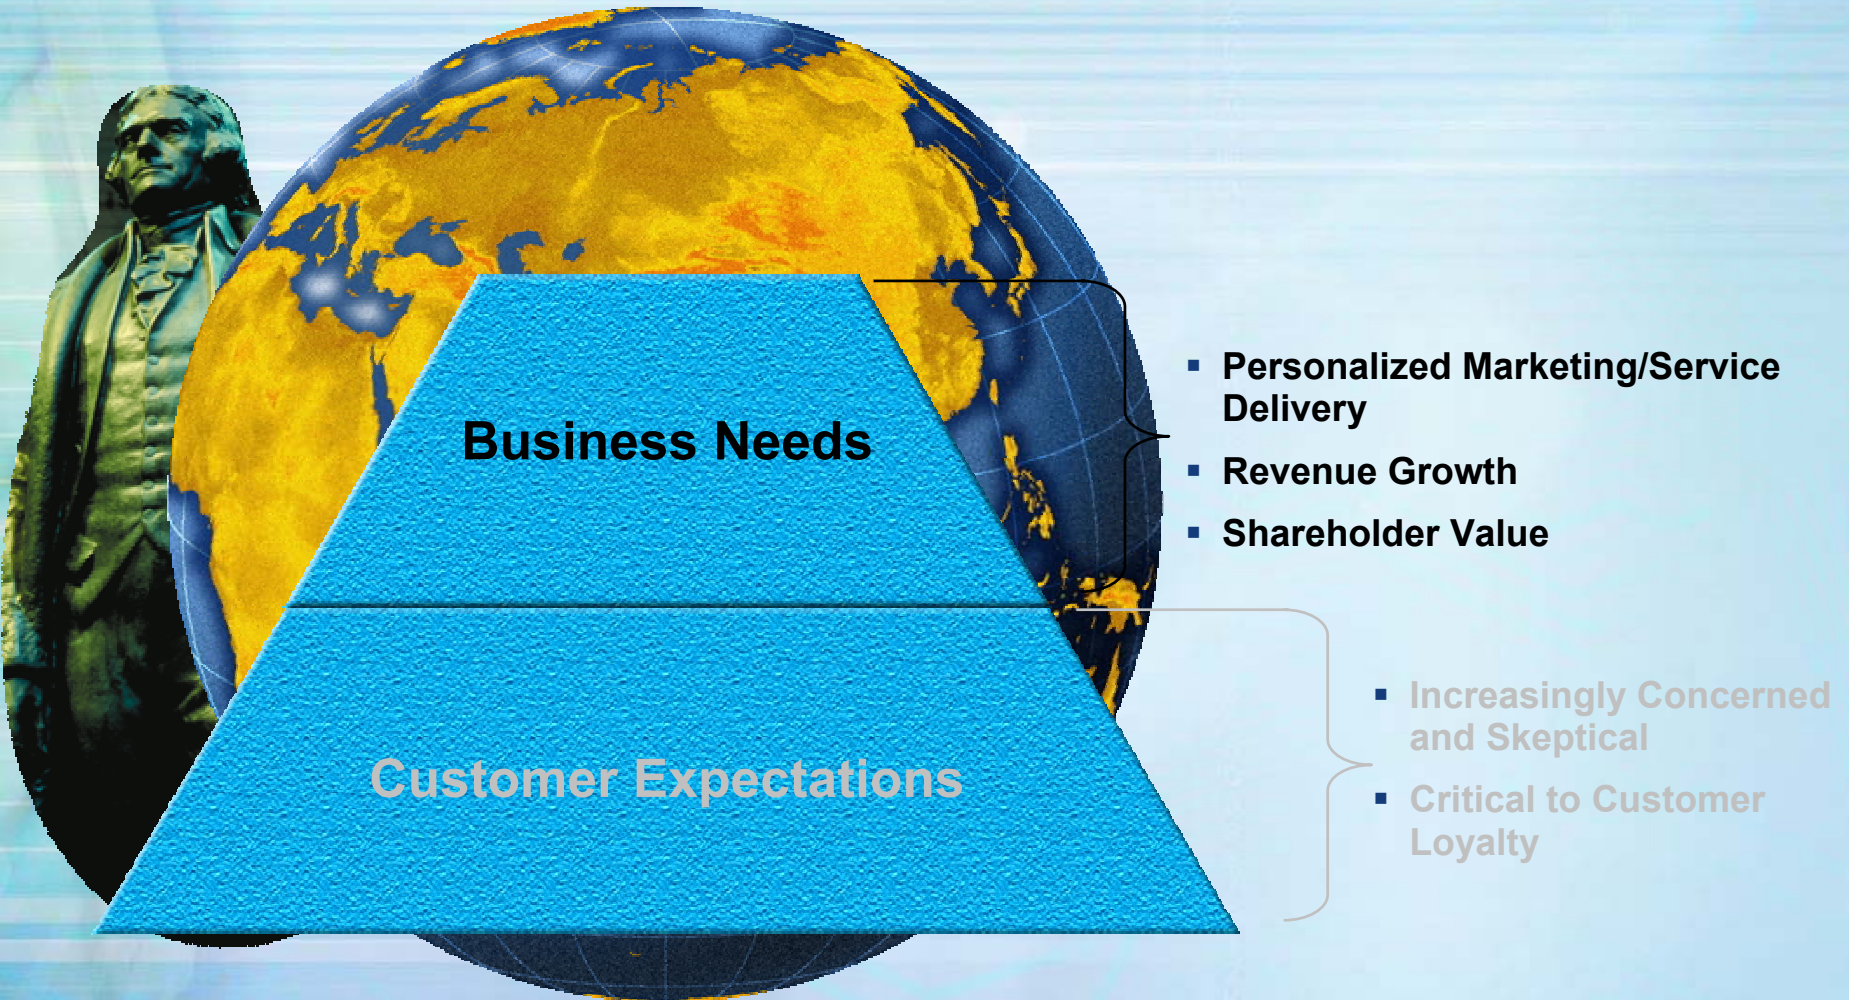 Business Needs
Personalized Marketing/Service
Delivery
Revenue Growth
Shareholder Value
Customer Expectations
Increasingly Concerned
and Skeptical
Critical to Customer
Loyalty